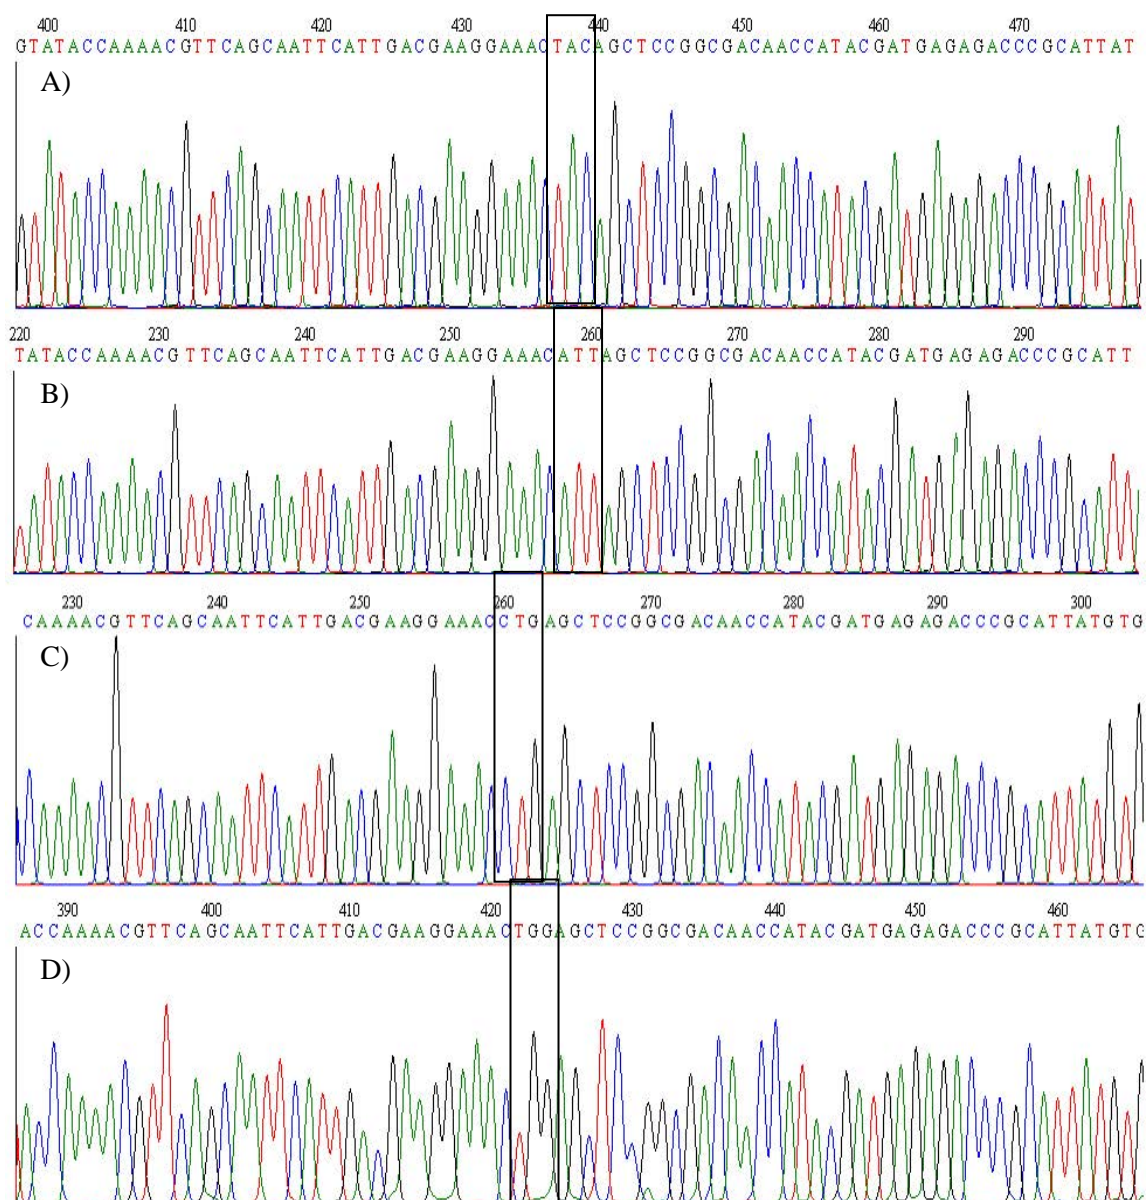 400 410 420 430 440 450 460 470
GTATACCAAAACGTTCAGCAATTCATTGACGAAGGAAACTACAGCTCCGGCGACAACCATACGATGAGAGACCCGCATTAT
A)
220 230 240 250 260 270 280 290
TATACCAAAACGTTCAGCAATTCATTGACGAAGGAAACATTAGCTCCGGCGACAACCATACGATGAGAGACCCGCATT
B)
230 240 250 260 270 280 290 300
CAAAACGTTCAGCAATTCATTGACGAAGGAAACCTGAGCTCCGGCGACAACCATACGATGAGAGACCCGCATTATGTG
C)
390 400 410 420 430 440 450 460
ACCAAAACGTTCAGCAATTCATTGACGAAGGAAACTGGAGCTCCGGCGACAACCATACGATGAGAGACCCGCATTATGTG
D)